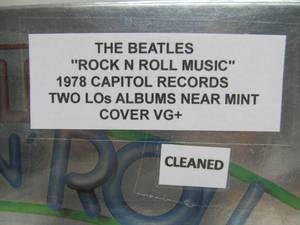 THE BEATLES
"ROCK N ROLL MUSIC"
1978 CAPITOL RECORDS
TWO LOs ALBUMS NEAR MINT
COVER VG+
CLEANED